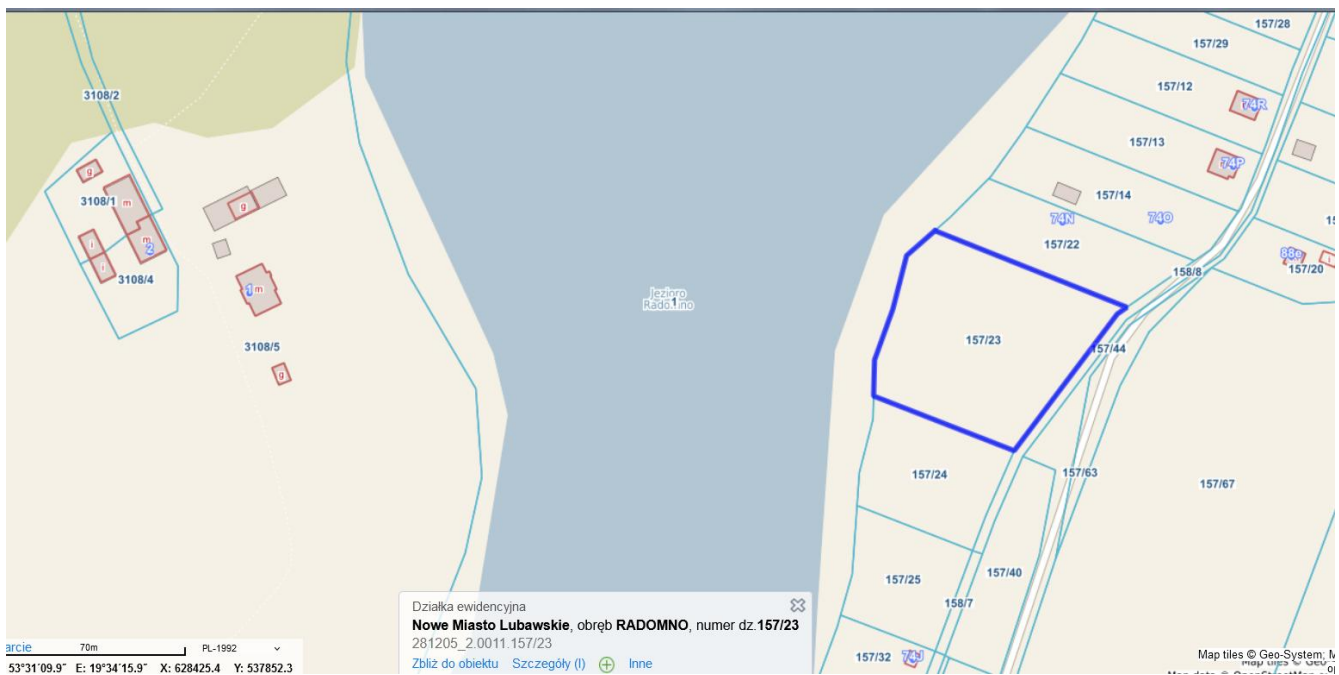 157/28
157/29
3108/2
157/12
74R
157/13
74P
g
3108/1
m
g
157/14
74N
74O
m
2
157/22
i
i
88e
157/20
158/8
3108/4
1
m
Jezioro
Radomno
1
157/23
3108/5
157/44
g
157/24
157/63
157/67
157/25
157/40
158/7
157/32
74J
Działka ewidencyjna
Nowe Miasto Lubawskie, obręb RADOMNO, numer dz.157/23
281205_2.0011.157/23
Zbliż do obiektu Szczegóły (I) Inne
arcie 70m PL-1992
53°31'09.9" E: 19°34'15.9" X: 628425.4 Y: 537852.3
Map tiles © Geo-System; M